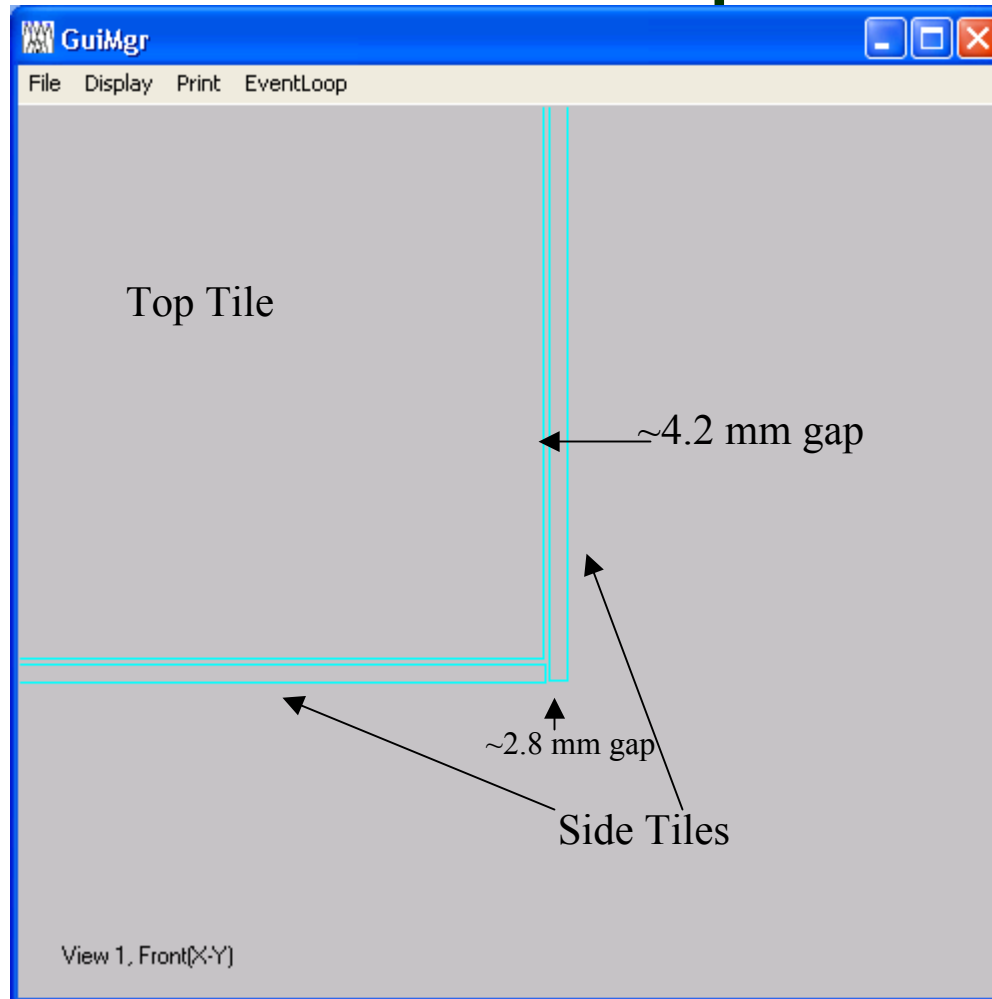 GuiMgr
File Display Print EventLoop
Top Tile
~4.2 mm gap
~2.8 mm gap
Side Tiles
View 1, Front(X-Y)